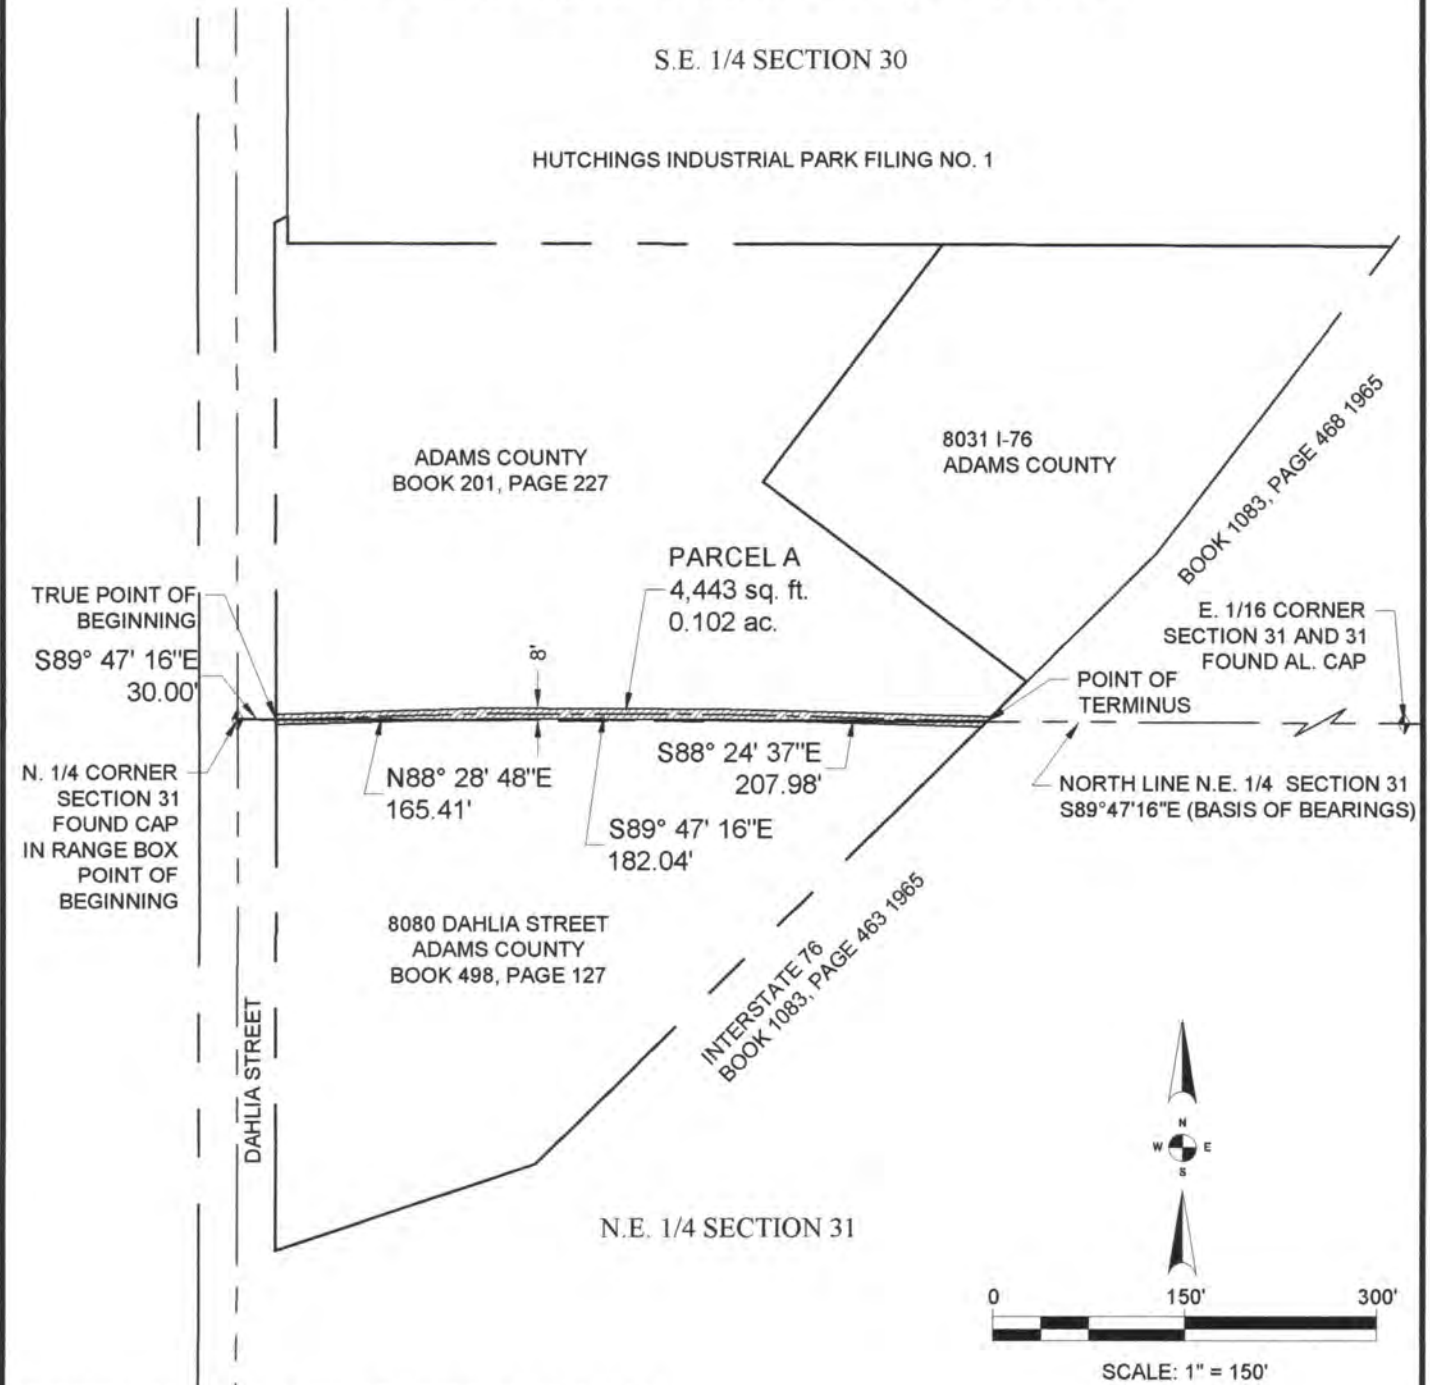 S.E. 1/4 SECTION 30
HUTCHINGS INDUSTRIAL PARK FILING NO. 1
ADAMS COUNTY
BOOK 201, PAGE 227
8031 I-76
ADAMS COUNTY
BOOK 1083, PAGE 468 1965
PARCEL A
4,443 sq. ft.
0.102 ac.
TRUE POINT OF
BEGINNING
S89° 47' 16"E
30.00'
8'
E. 1/16 CORNER
SECTION 31 AND 31
FOUND AL. CAP
POINT OF
TERMINUS
N. 1/4 CORNER
SECTION 31
FOUND CAP
IN RANGE BOX
POINT OF
BEGINNING
N88° 28' 48"E
165.41'
S88° 24' 37"E
207.98'
S89° 47' 16"E
182.04'
NORTH LINE N.E. 1/4 SECTION 31
S89°47'16"E (BASIS OF BEARINGS)
8080 DAHLIA STREET
ADAMS COUNTY
BOOK 498, PAGE 127
INTERSTATE 76
BOOK 1083, PAGE 463 1965
DAHLIA STREET
N.E. 1/4 SECTION 31
N
W E
S
0 150' 300'
SCALE: 1" = 150'